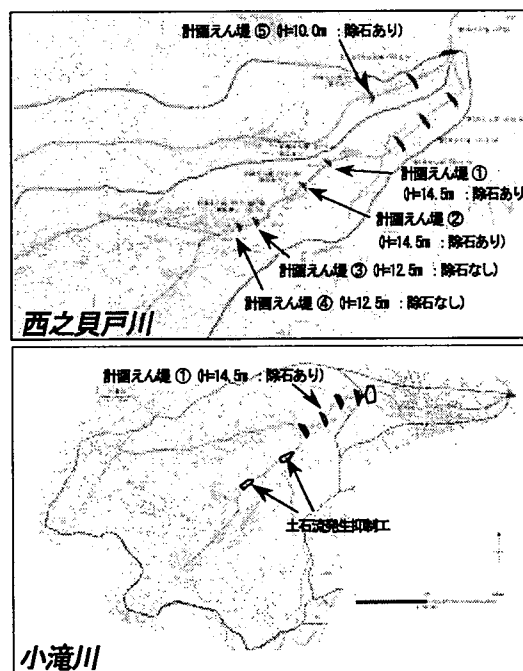 計画えん堤 ⑤ (H=10.0m : 除石あり)
計画えん堤 ①
(H=14.5m : 除石あり)
計画えん堤 ②
(H=14.5m : 除石あり)
計画えん堤 ③ (H=12.5m : 除石なし)
計画えん堤 ④ (H=12.5m : 除石なし)
西之貝戸川
計画えん堤 ① (H=14.5m : 除石あり)
土石流発生抑制工
小滝川